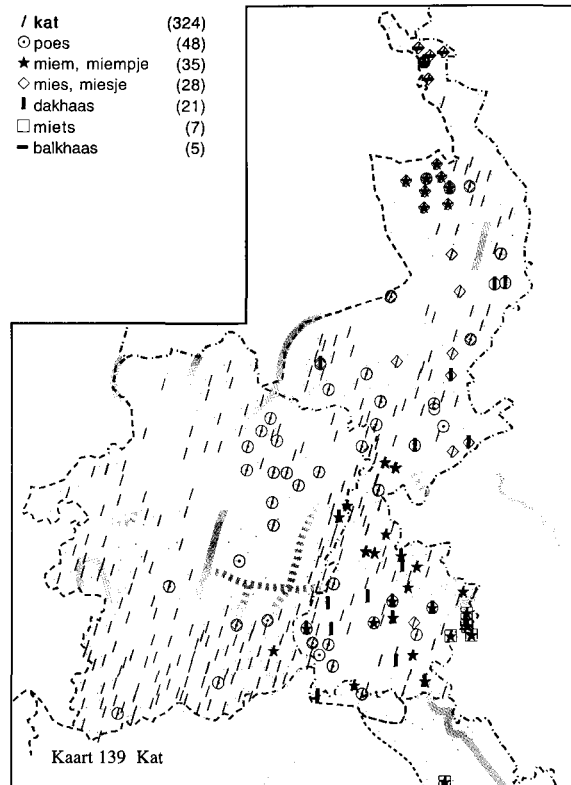 / kat (324)
⊙ poes (48)
★ miem, miempje (35)
◇ mies, miesje (28)
❙ dakhaas (21)
□ miets (7)
━ balkhaas (5)
Kaart 139 Kat